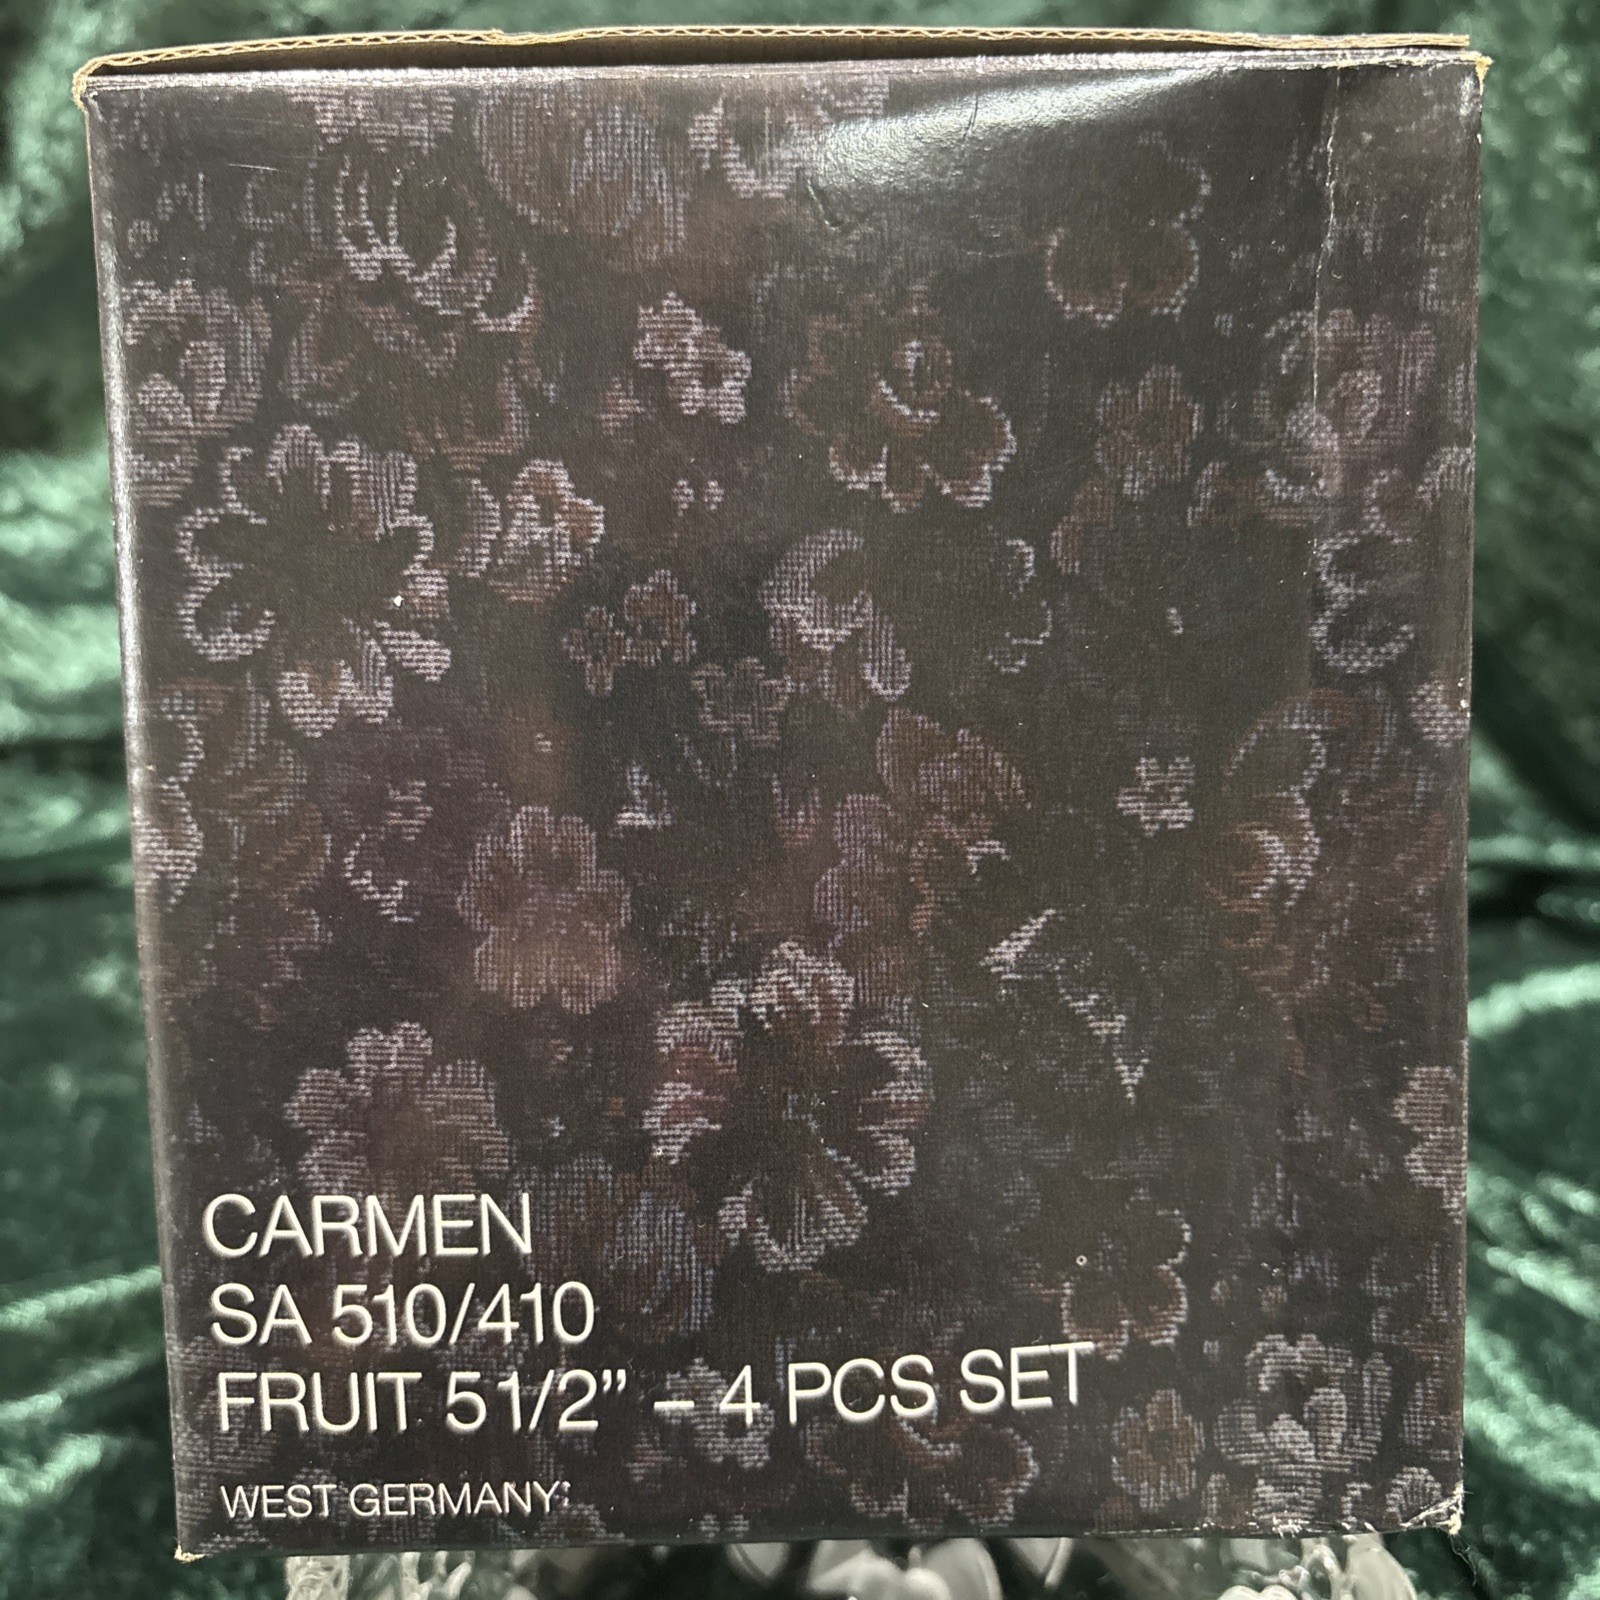 CARMEN
SA 510/410
FRUIT 5 1/2” – 4 PCS SET
WEST GERMANY